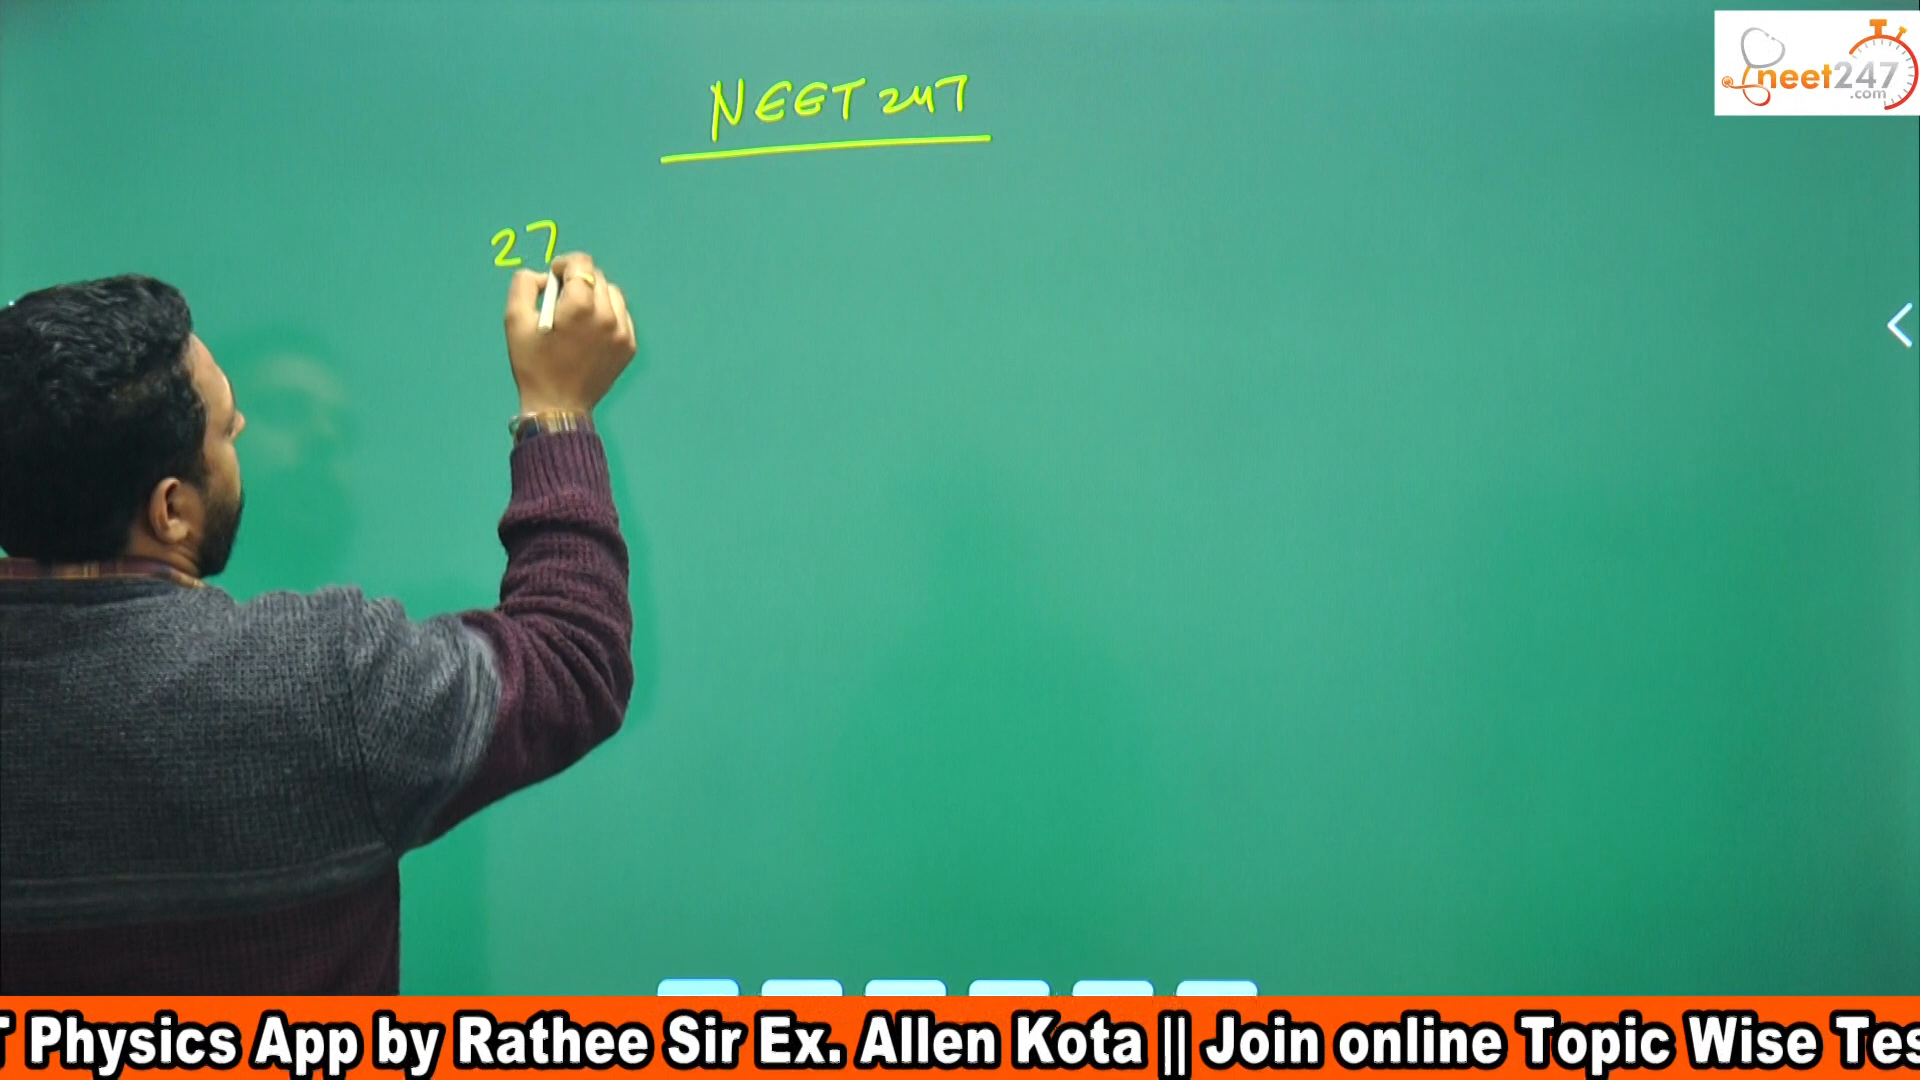 NEET 247
neet247
.com
27
T Physics App by Rathee Sir Ex. Allen Kota || Join online Topic Wise Tes